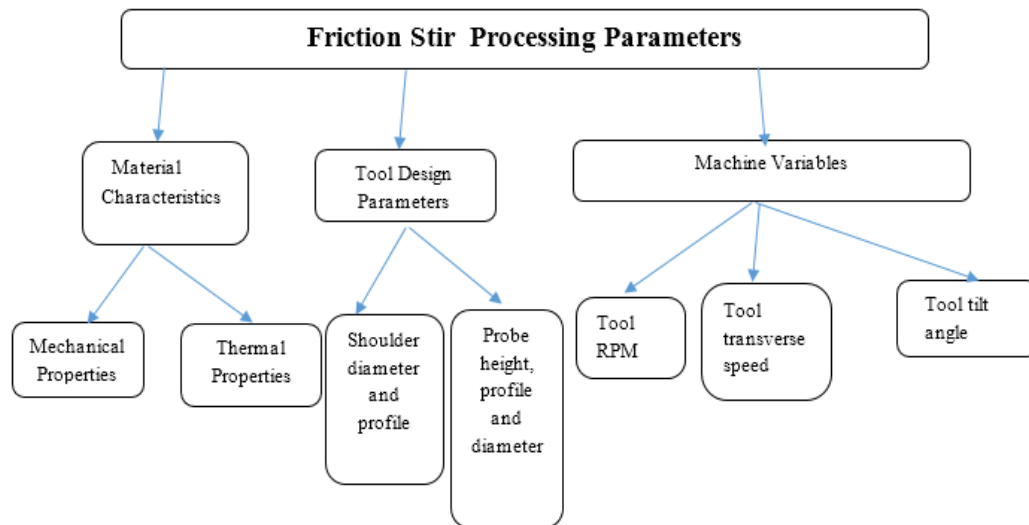 Friction Stir Processing Parameters
Material
Characteristics
Tool Design
Parameters
Machine Variables
Mechanical
Properties
Thermal
Properties
Shoulder
diameter
and
profile
Probe
height,
profile
and
diameter
Tool
RPM
Tool
transverse
speed
Tool tilt
angle